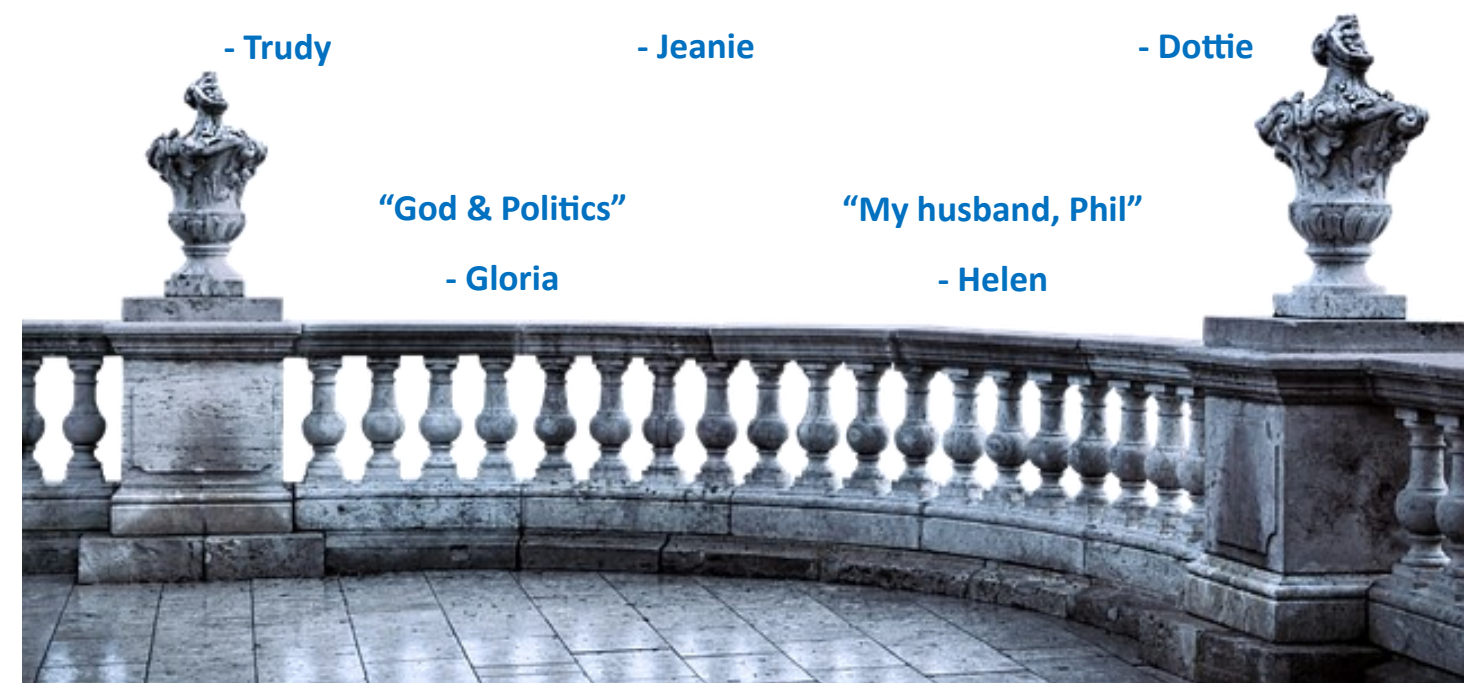 - Trudy - Jeanie - Dottie
“God & Politics” “My husband, Phil”
- Gloria - Helen